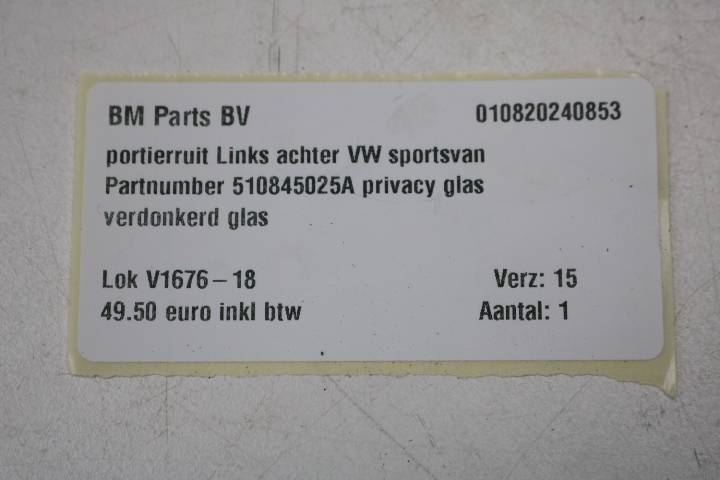 BM Parts BV 010820240853
portierruit Links achter VW sportsvan
Partnumber 510845025A privacy glas
verdonkerd glas
Lok V1676-18 Verz: 15
49.50 euro inkl btw Aantal: 1